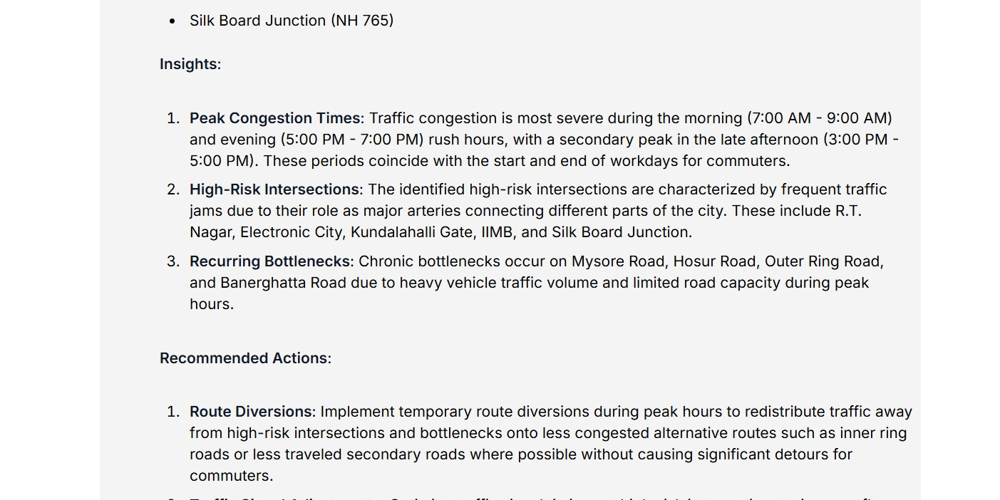 • Silk Board Junction (NH 765)
Insights:
1. Peak Congestion Times: Traffic congestion is most severe during the morning (7:00 AM - 9:00 AM)
and evening (5:00 PM - 7:00 PM) rush hours, with a secondary peak in the late afternoon (3:00 PM -
5:00 PM). These periods coincide with the start and end of workdays for commuters.
2. High-Risk Intersections: The identified high-risk intersections are characterized by frequent traffic
jams due to their role as major arteries connecting different parts of the city. These include R.T.
Nagar, Electronic City, Kundalahalli Gate, IIMB, and Silk Board Junction.
3. Recurring Bottlenecks: Chronic bottlenecks occur on Mysore Road, Hosur Road, Outer Ring Road,
and Banerghatta Road due to heavy vehicle traffic volume and limited road capacity during peak
hours.
Recommended Actions:
1. Route Diversions: Implement temporary route diversions during peak hours to redistribute traffic away
from high-risk intersections and bottlenecks onto less congested alternative routes such as inner ring
roads or less traveled secondary roads where possible without causing significant detours for
commuters.